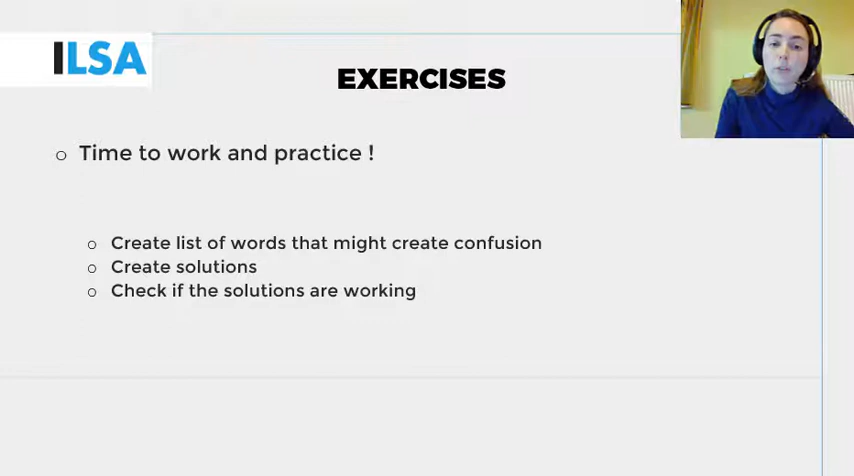 ILSA
EXERCISES
Time to work and practice !
Create list of words that might create confusion
Create solutions
Check if the solutions are working